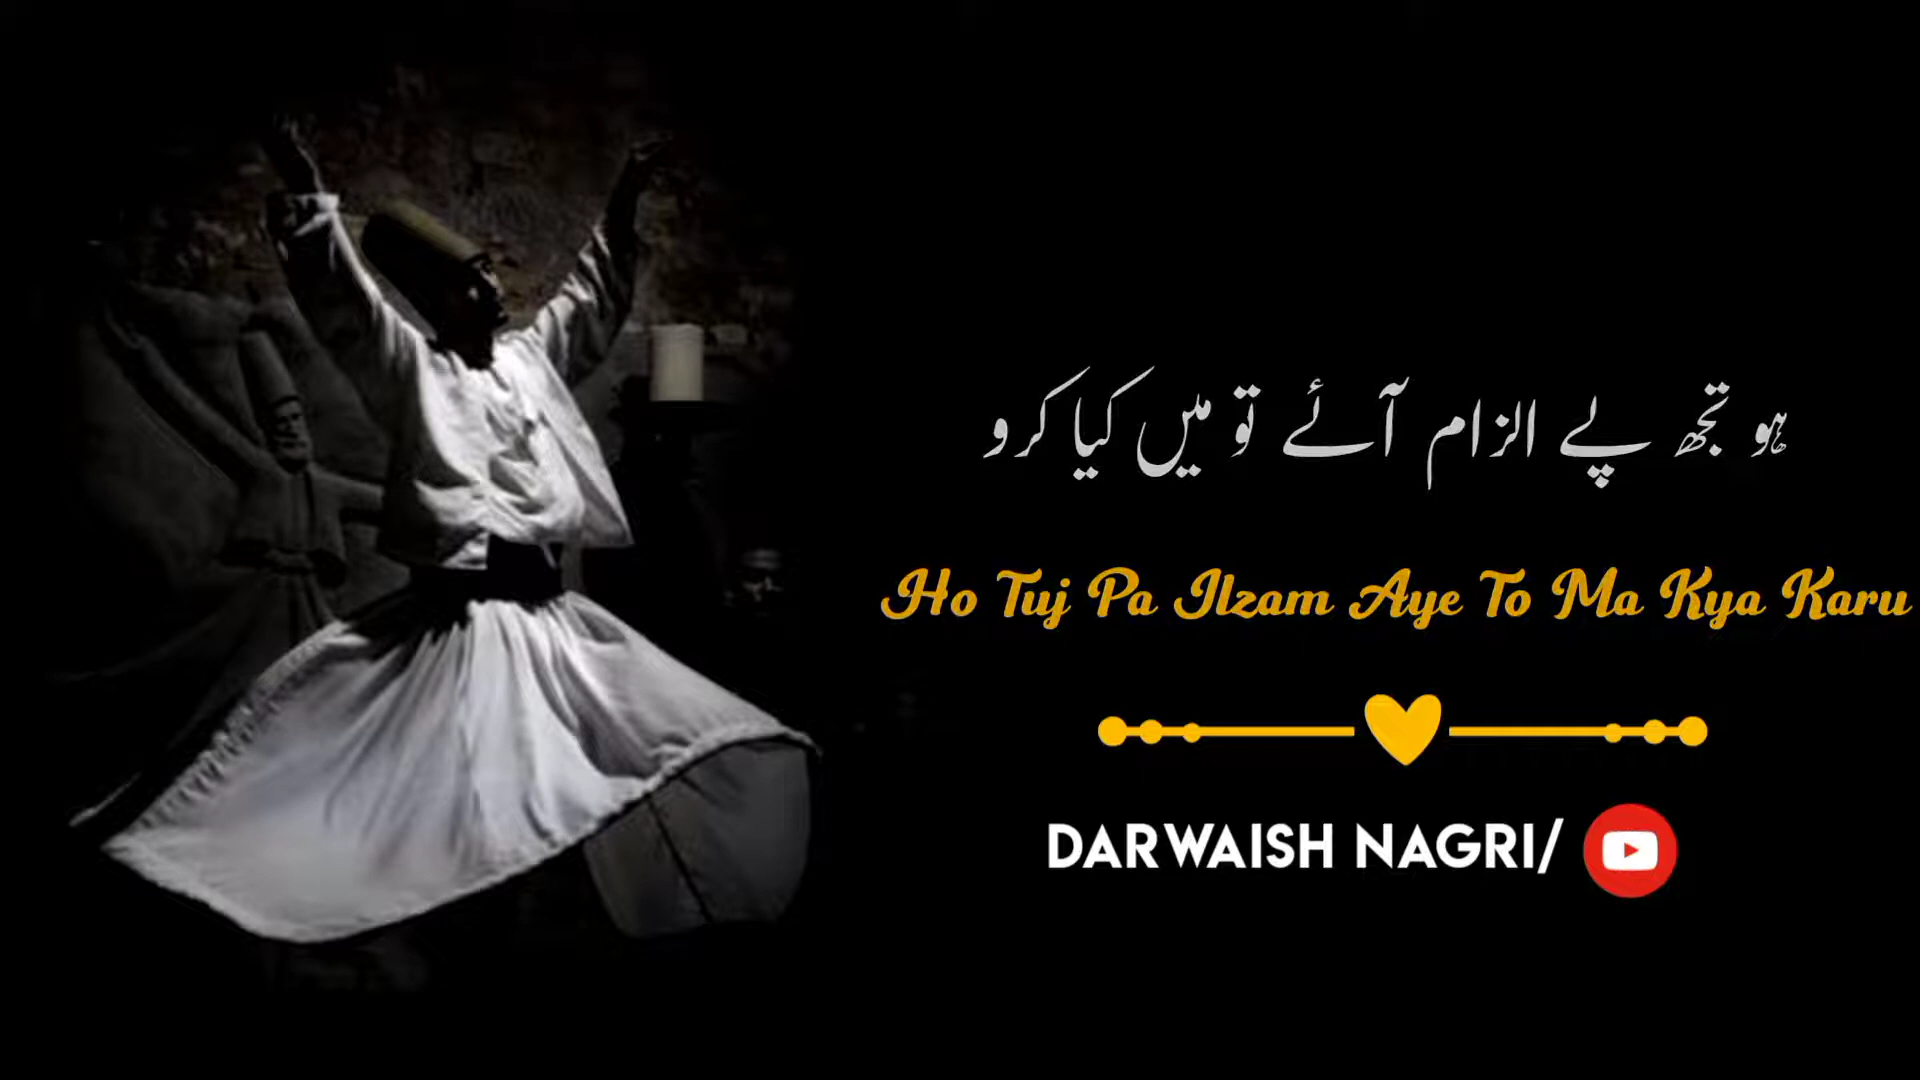 ہو تجھ پے الزام آئے تو میں کیا کرو
Ho Tuj Pa Ilzam Aye To Ma Kya Karu
DARWAISH NAGRI/